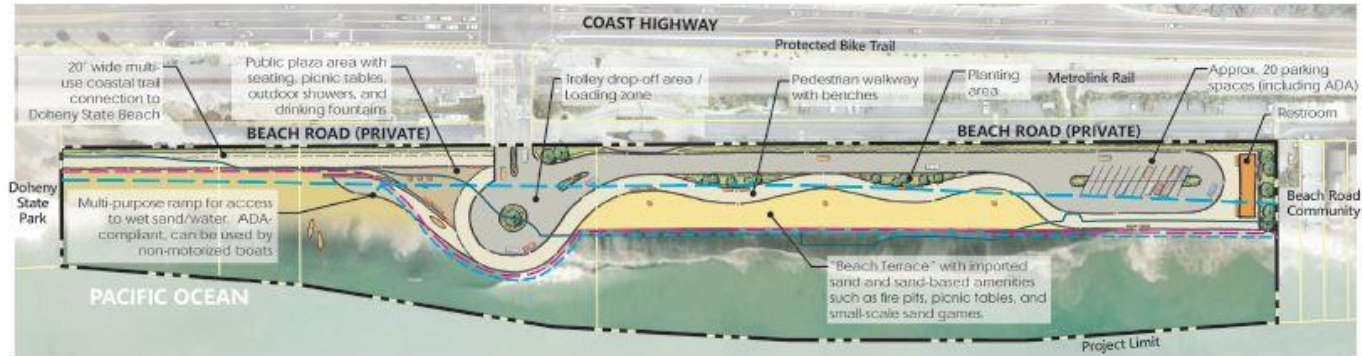 COAST HIGHWAY
Protected Bike Trail
20' wide multi-
use coastal trail
connection to
Doheny State Beach
Public plaza area with
seating, picnic tables,
outdoor showers, and
drinking fountains
Trolley drop-off area /
Loading zone
Pedestrian walkway
with benches
Planting
area
Metrolink Rail
Approx. 20 parking
spaces (including ADA)
Restroom
BEACH ROAD (PRIVATE)
BEACH ROAD (PRIVATE)
Doheny
State
Park
Multi-purpose ramp for access
to wet sand/water. ADA-
compliant, can be used by
non-motorized boats
Beach Road
Community
"Beach Terrace" with imported
sand and sand-based amenities
such as fire pits, picnic tables, and
small-scale sand games.
PACIFIC OCEAN
Project Limit